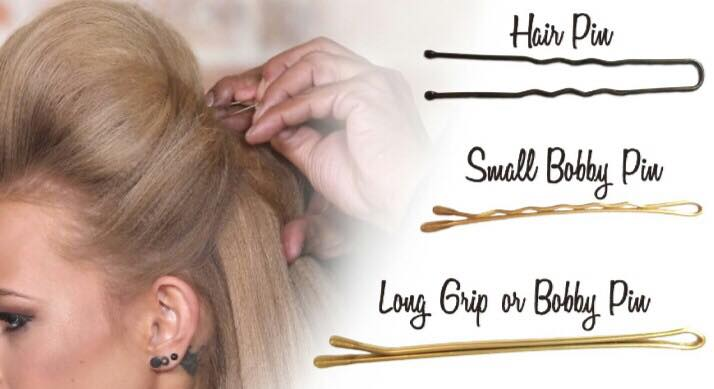 Hair Pin
Small Bobby Pin
Long Grip or Bobby Pin